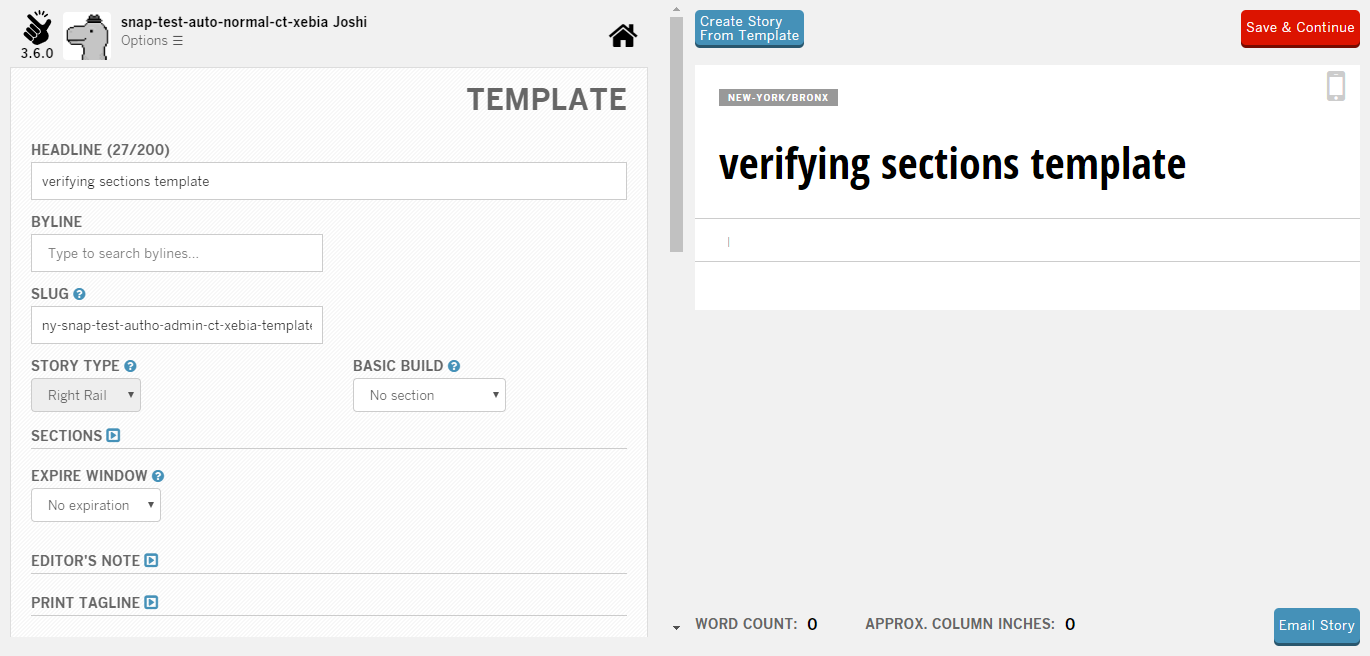 snap-test-auto-normal-ct-xebia Joshi
Options ☰
3.6.0
TEMPLATE
HEADLINE (27/200)
verifying sections template
BYLINE
Type to search bylines...
SLUG ?
ny-snap-test-autho-admin-ct-xebia-template
STORY TYPE ?
BASIC BUILD ?
Right Rail
No section
SECTIONS
EXPIRE WINDOW ?
No expiration
EDITOR'S NOTE
PRINT TAGLINE
Create Story
From Template
Save & Continue
NEW-YORK/BRONX
verifying sections template
|
WORD COUNT: 0
APPROX. COLUMN INCHES: 0
Email Story